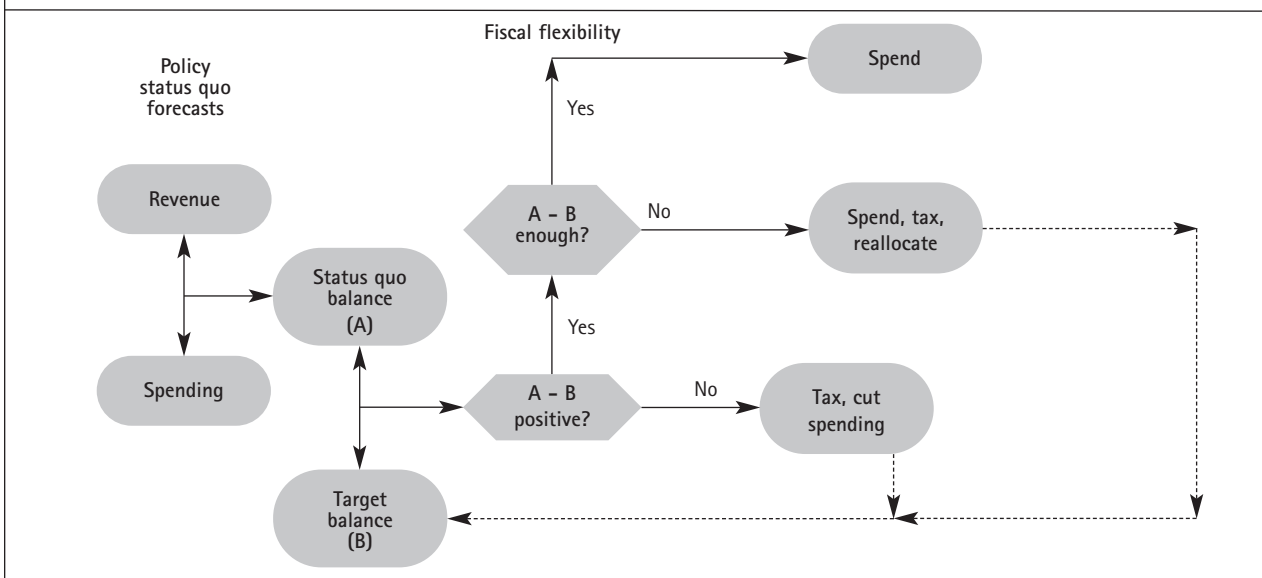 Fiscal flexibility
Policy
status quo
forecasts
Spend
Yes
Revenue
A - B
enough?
No
Spend, tax,
reallocate
Status quo
balance
(A)
Yes
Spending
A - B
positive?
No
Tax, cut
spending
Target
balance
(B)